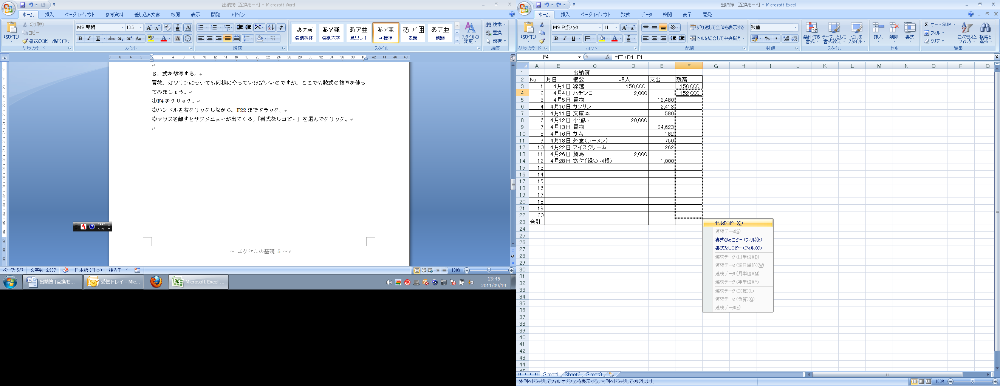 出納簿 [互換モード] - Microsoft Word
ホーム 挿入 ページ レイアウト 参考資料 差し込み文書 校閲 表示 開発 アドイン
貼り付け 切り取り コピー 書式のコピー/貼り付け
MS 明朝 10.5
あア亜 あア亜 あア亜 あア亜 あア亜 あア亜
強調斜体 強調太字 見出し 1 ↵標準 表題 副題
スタイルの変更 検索 置換 選択
クリップボード フォント 段落 スタイル 編集
8 6 4 2 2 4 6 8 10 12 14 16 18 20 22 24 26 28 30 32 34 36 38 40 42 44 46 48
８．式を複写する。
買物、ガソリンについても同様にやっていけばいいのですが、ここでも数式の複写を使っ
てみましょう。
①F4をクリック。
②ハンドルを右クリックしながら、F22までドラッグ。
③マウスを離すとサブメニューが出てくる。「書式なしコピー」を選んでクリック。
A ? CAPS KANA
～ エクセルの基礎 5 ～
ページ: 5/7 文字数: 2,337 日本語 (日本) 挿入モード 100%
出納簿 [互換モ... 受信トレイ - Mic... Microsoft Excel ...
13:45
2011/09/19
出納簿 [互換モード] - Microsoft Excel
ホーム 挿入 ページ レイアウト 数式 データ 校閲 表示 開発
貼り付け
MS Pゴシック 11
折り返して全体を表示する
セルを結合して中央揃え
数値
条件付き書式 テーブルとして書式設定 セルのスタイル
挿入 削除 書式
Σ オート SUM フィル クリア
並べ替えとフィルタ 検索と選択
クリップボード フォント 配置 数値 スタイル セル 編集
F4 fx =F3+D4-E4
A B C D E F G H I J K L M N O P Q
1 出納簿
2 No 月日 摘要 収入 支出 残高
3 1 4月1日 繰越 150,000 150,000
4 2 4月4日 パチンコ 2,000 152,000
5 3 4月5日 買物 12,480
6 4 4月10日 ガソリン 2,413
7 5 4月11日 文庫本 580
8 6 4月12日 小遣い 20,000
9 7 4月13日 買物 24,623
10 8 4月16日 ガム 182
11 9 4月18日 外食(ラーメン) 750
12 10 4月22日 アイスクリーム 262
13 11 4月26日 競馬 2,000
14 12 4月28日 寄付(緑の羽根) 1,000
15 13
16 14
17 15
18 16
19 17
20 18
21 19
22 20
23 合計
24
25
26
27
28
29
30
31
32
33
34
35
36
37
38
39
40
41
42
43
44
45
セルのコピー(C)
連続データ(S)
書式のみコピー (フィル)(F)
書式なしコピー (フィル)(O)
連続データ (日単位)(D)
連続データ (週日単位)(W)
連続データ (月単位)(M)
連続データ (年単位)(Y)
連続データ (加算)(L)
連続データ (乗算)(G)
連続データ(E)...
Sheet1 Sheet2 Sheet3
外側へドラッグしてフィル オプションを表示する。内側へドラッグしてクリアします。 100%